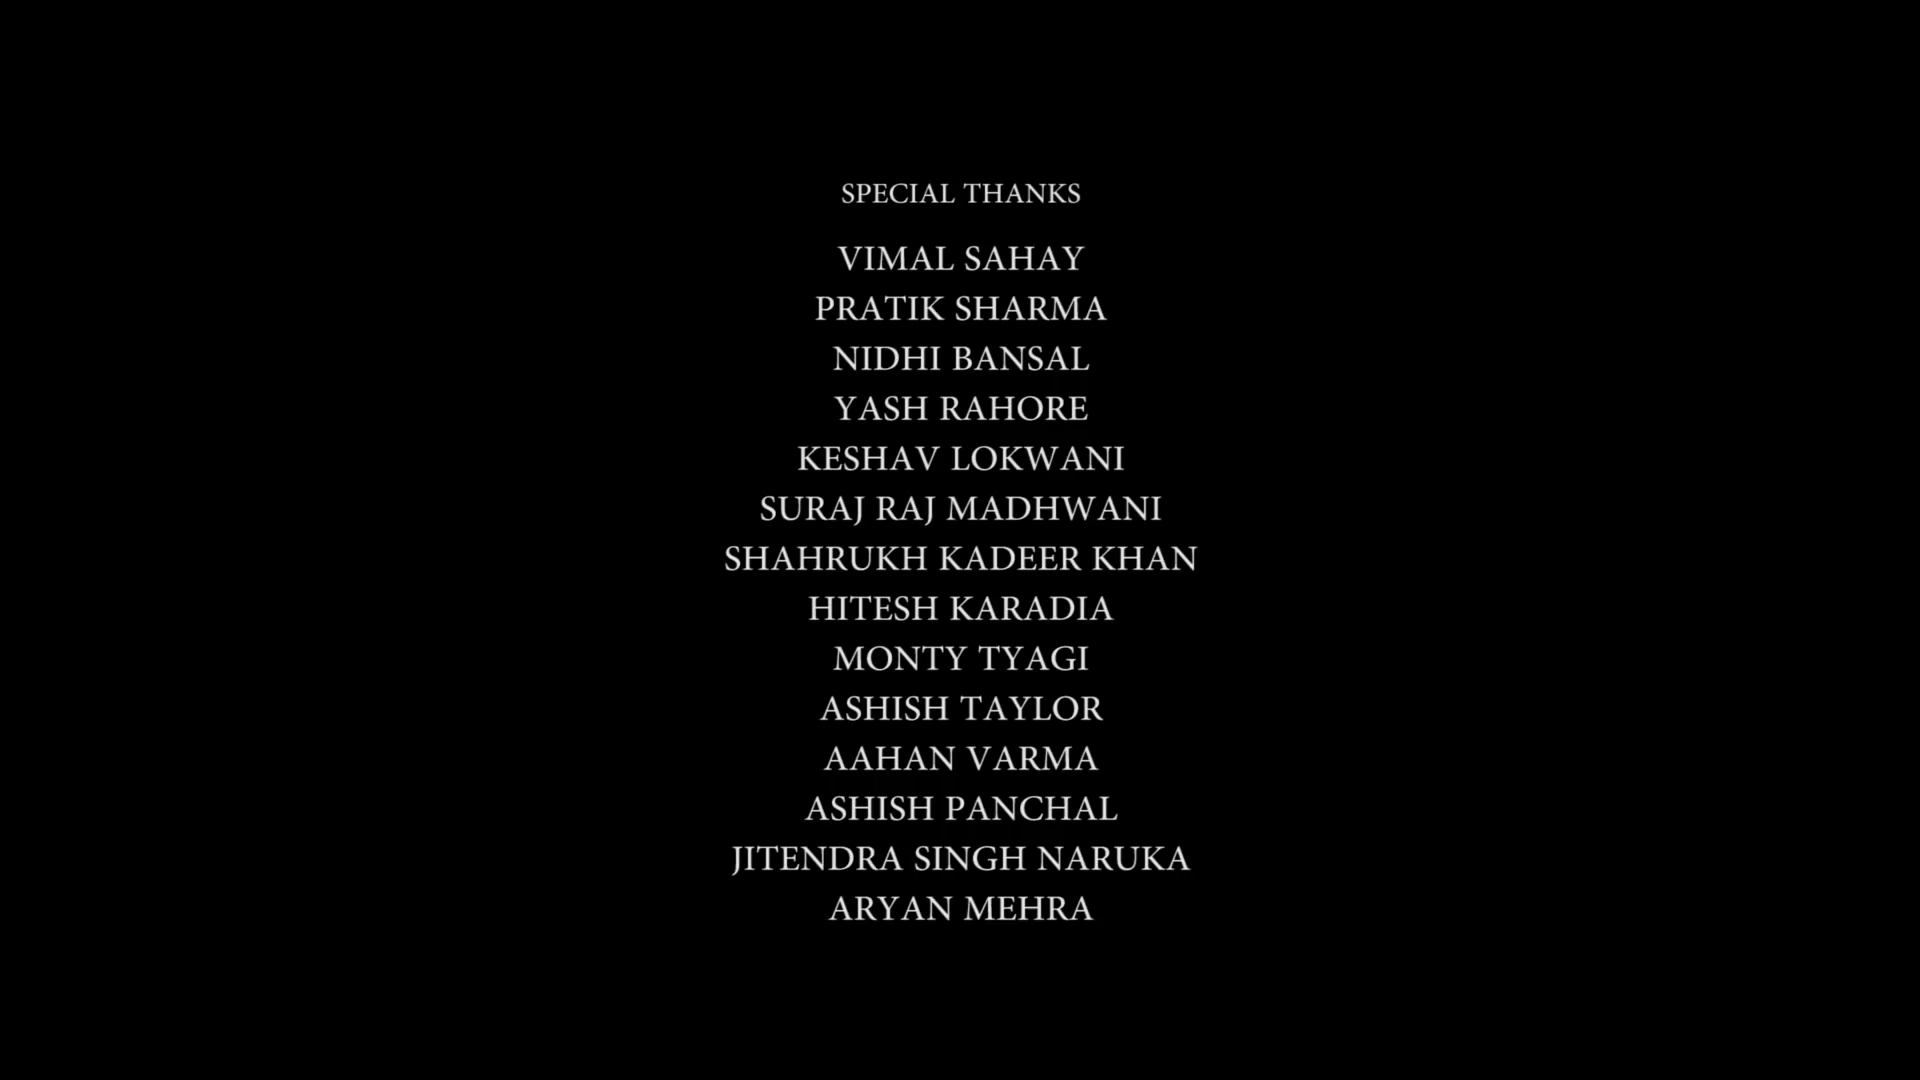 SPECIAL THANKS
VIMAL SAHAY
PRATIK SHARMA
NIDHI BANSAL
YASH RAHORE
KESHAV LOKWANI
SURAJ RAJ MADHWANI
SHAHRUKH KADEER KHAN
HITESH KARADIA
MONTY TYAGI
ASHISH TAYLOR
AAHAN VARMA
ASHISH PANCHAL
JITENDRA SINGH NARUKA
ARYAN MEHRA